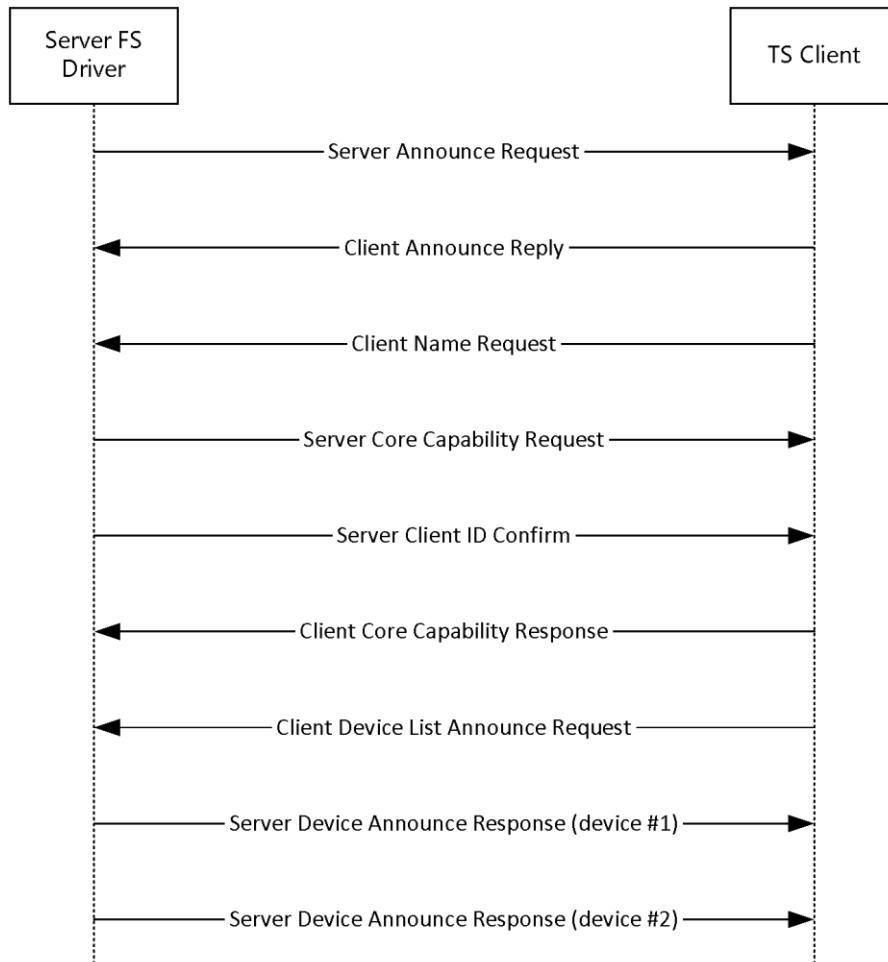 Server FS
Driver
TS Client
Server Announce Request
Client Announce Reply
Client Name Request
Server Core Capability Request
Server Client ID Confirm
Client Core Capability Response
Client Device List Announce Request
Server Device Announce Response (device #1)
Server Device Announce Response (device #2)